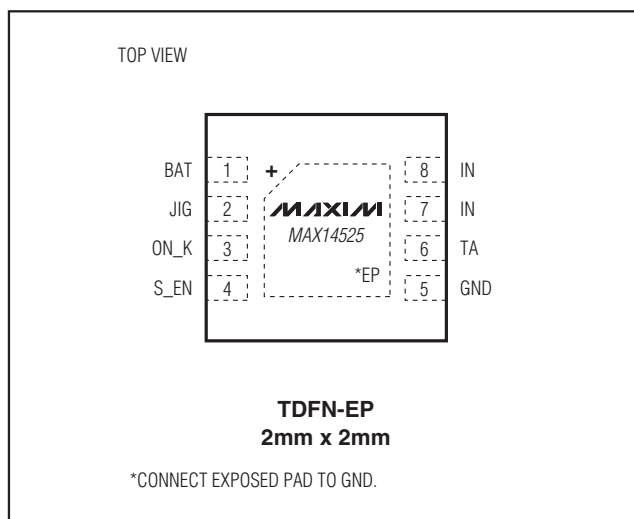 TOP VIEW
BAT 1 + 8 IN
JIG 2 MAXIM 7 IN
MAX14525
ON_K 3 6 TA
*EP
S_EN 4 5 GND
TDFN-EP
2mm x 2mm
*CONNECT EXPOSED PAD TO GND.